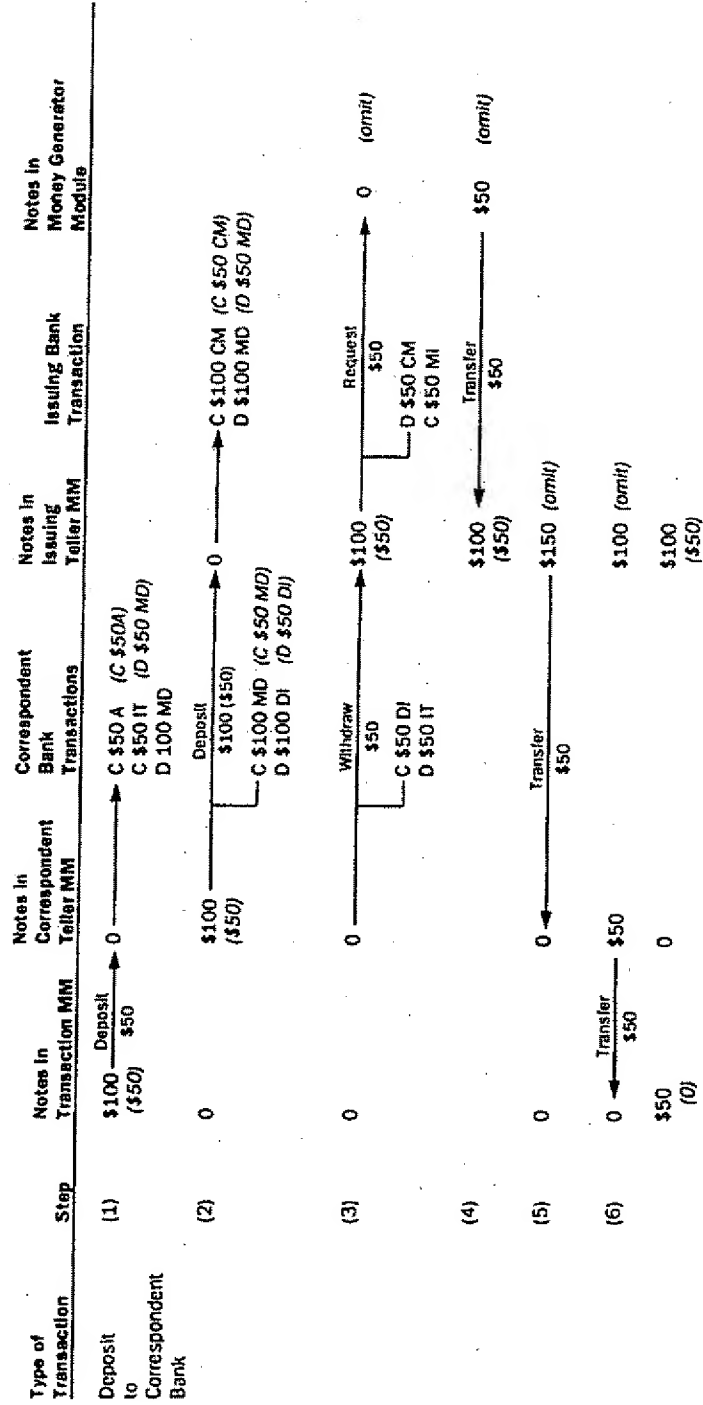 Type of Transaction
Step
Notes in Transaction MM
Notes in Correspondent Teller MM
Correspondent Bank Transactions
Notes in Issuing Teller MM
Issuing Bank Transaction
Notes in Money Generator Module
Deposit to Correspondent Bank
(1)
$100
($50)
Deposit
$50
0
C $50 A (C $50A)
C $50 IT (D $50 MD)
D 100 MD
(2)
0
$100
($50)
Deposit
$100 ($50)
C $100 MD (C $50 MD)
D $100 DI (D $50 DI)
0
C $100 CM (C $50 CM)
D $100 MD (D $50 MD)
(3)
0
0
Withdraw
$50
C $50 DI
D $50 IT
$100
($50)
Request
$50
D $50 CM
C $50 MI
0 (omit)
(4)
$100
($50)
Transfer
$50
$50 (omit)
(5)
0
0
Transfer
$50
$150 (omit)
(6)
0
Transfer
$50
$50
$100 (omit)
$50
(0)
0
$100
($50)